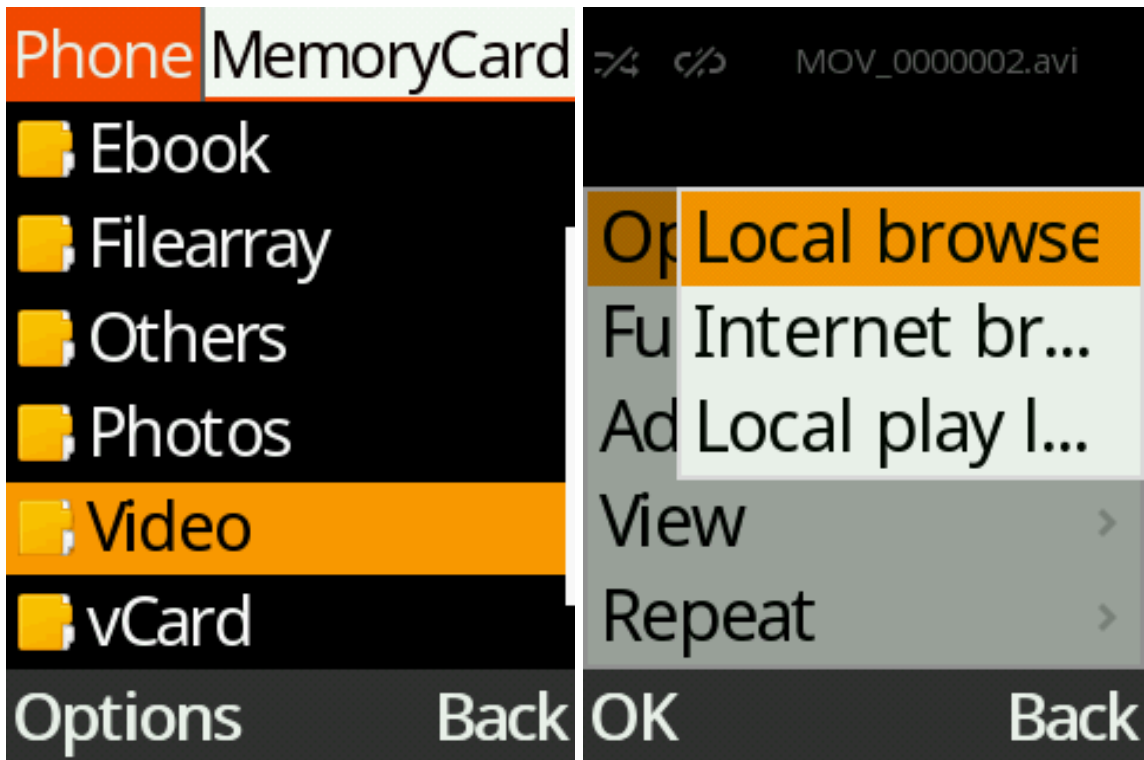 Phone MemoryCard
Ebook
Filearray
Others
Photos
Video
vCard
Options Back
MOV_0000002.avi
Op Local browse
Fu Internet br...
Ad Local play l...
View
Repeat
OK Back